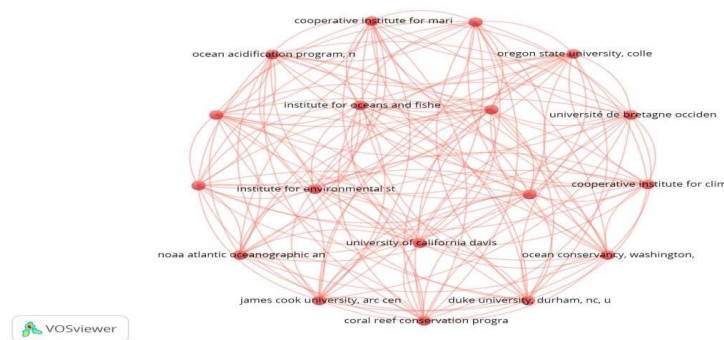 cooperative institute for mari
ocean acidification program, n
oregon state university, colle
institute for oceans and fishe
université de bretagne occiden
institute for environmental st
cooperative institute for clim
university of california davis
noaa atlantic oceanographic an
ocean conservancy, washington,
james cook university, arc cen
duke university, durham, nc, u
coral reef conservation progra
VOSviewer